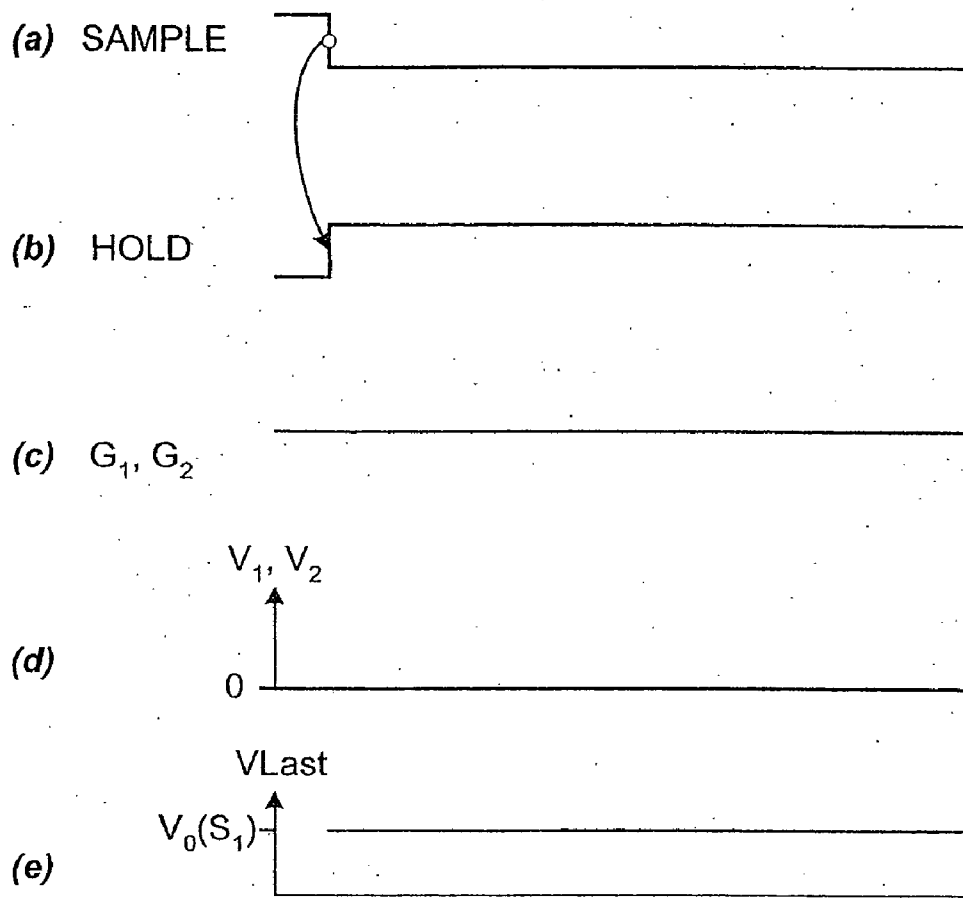 (a) SAMPLE
(b) HOLD
(c) G₁, G₂
V₁, V₂
(d)
0
VLast
V₀(S₁)
(e)